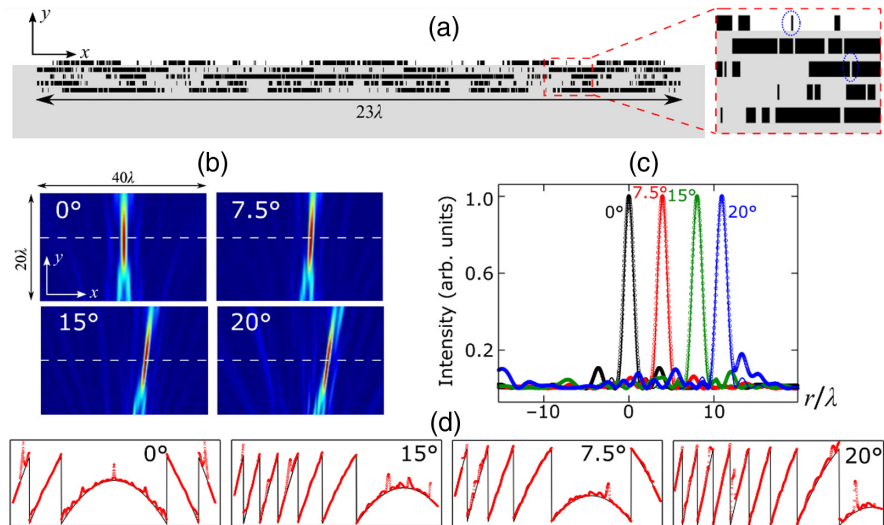 y
(a)
x
23λ
(b)
(c)
40λ
0°
7.5°
20λ
y
x
15°
20°
Intensity (arb. units)
1.0
0.6
0.2
0°
7.5°
15°
20°
−10
0
10
r/λ
(d)
0°
15°
7.5°
20°